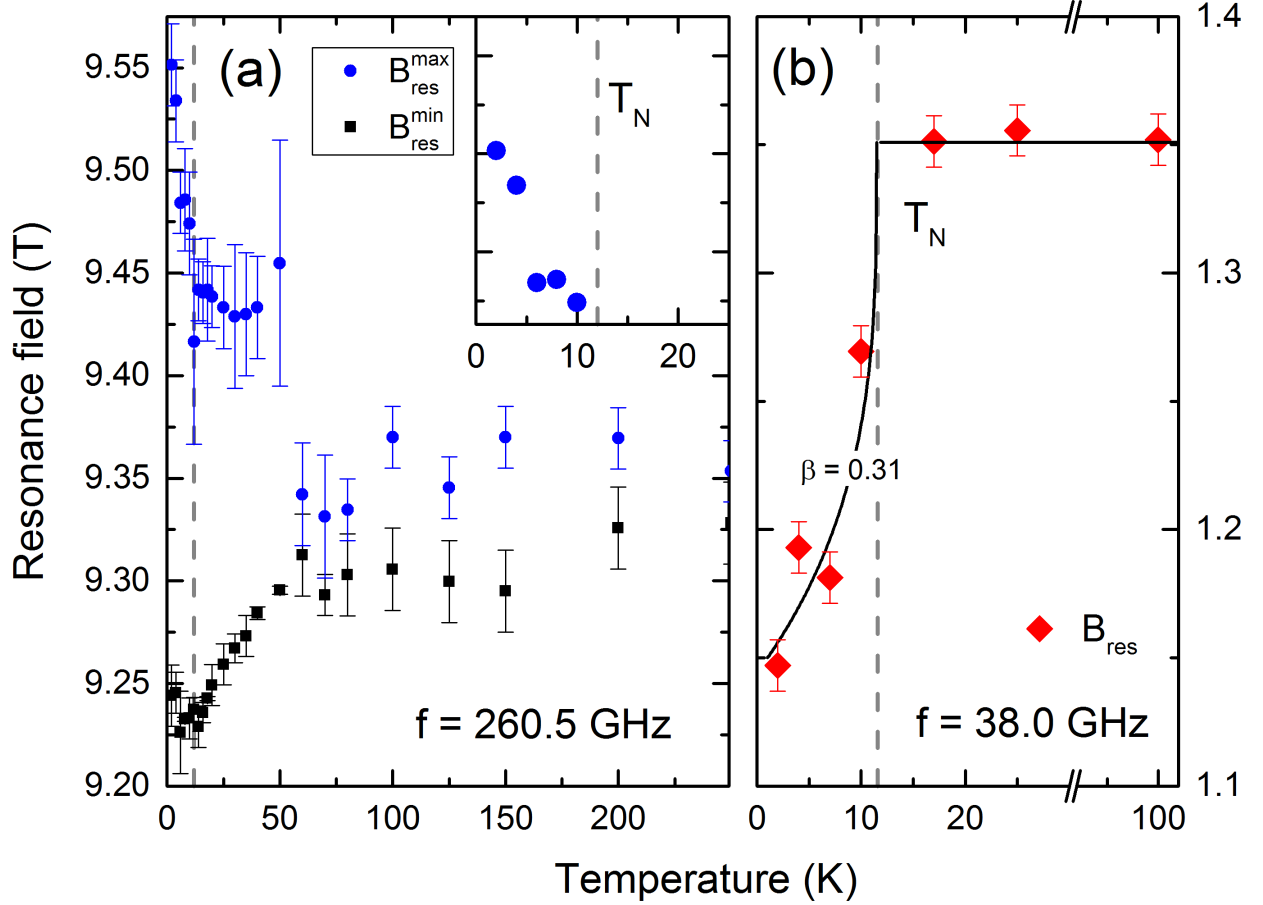 Resonance field (T)
9.55
9.50
9.45
9.40
9.35
9.30
9.25
9.20
(a)
B_res^max
B_res^min
T_N
0 10 20
f = 260.5 GHz
0 50 100 150 200
(b)
T_N
β = 0.31
B_res
f = 38.0 GHz
0 10 20 100
1.4
1.3
1.2
1.1
Temperature (K)